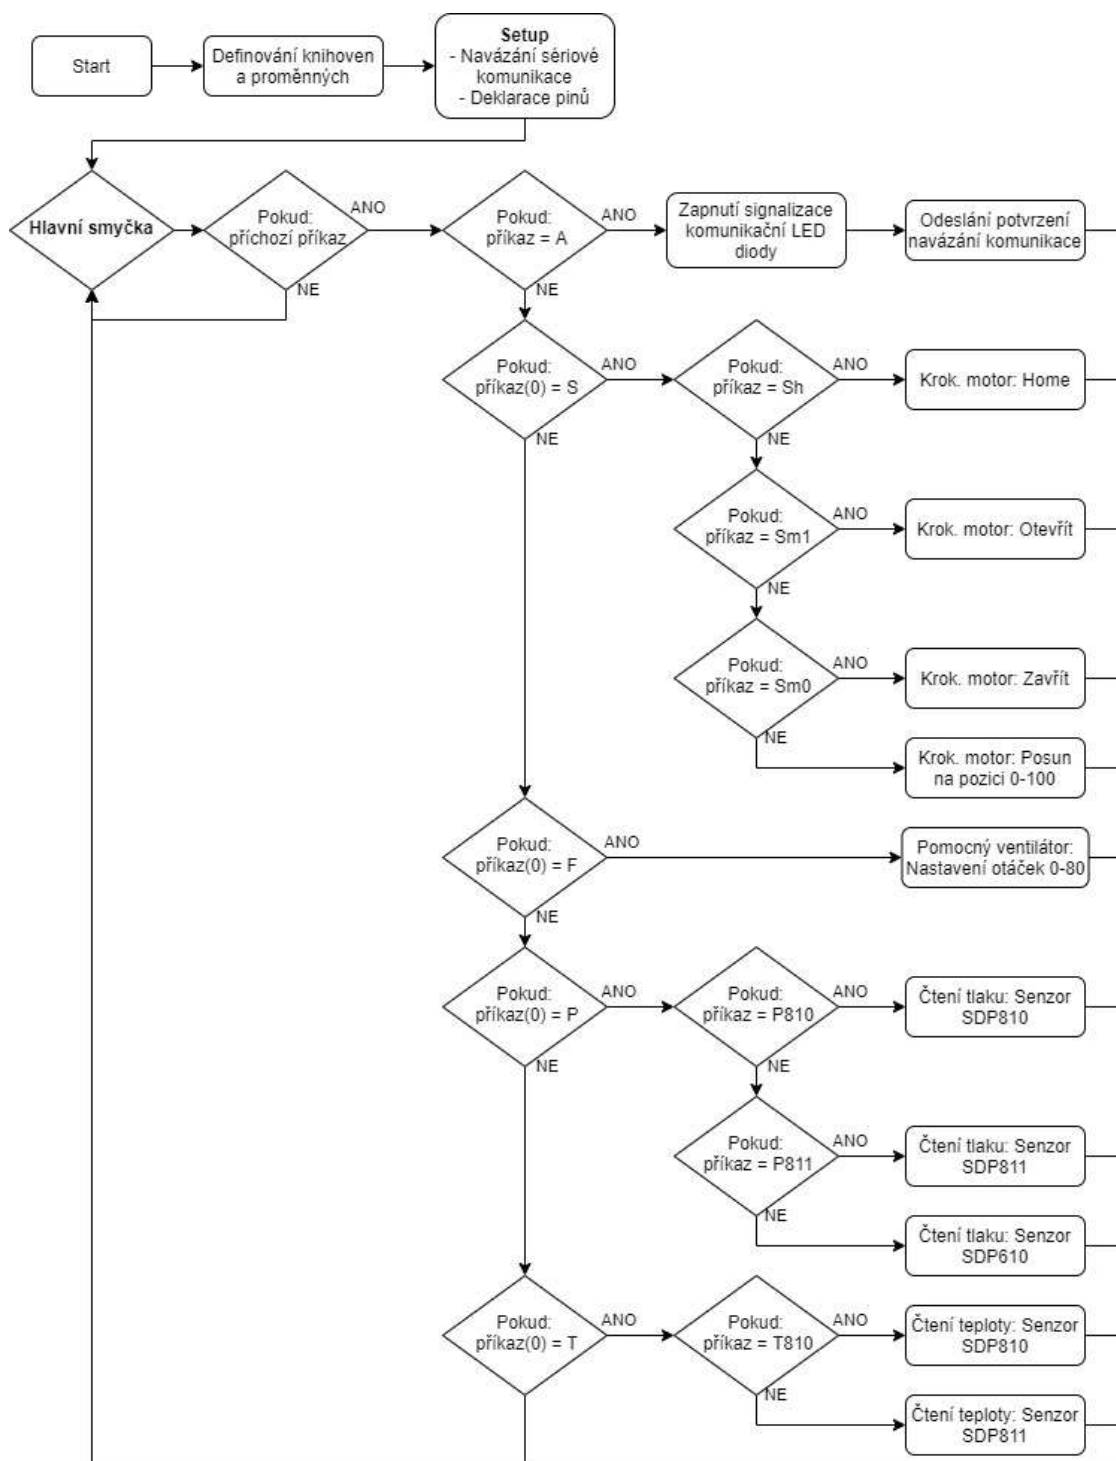 Start
Definování knihoven
a proměnných
Setup
- Navázání sériové
komunikace
- Deklarace pinů
Hlavní smyčka
Pokud:
příchozí příkaz
ANO
NE
Pokud:
příkaz = A
ANO
NE
Zapnutí signalizace
komunikační LED
diody
Odeslání potvrzení
navázání komunikace
Pokud:
příkaz(0) = S
ANO
NE
Pokud:
příkaz = Sh
ANO
NE
Krok. motor: Home
Pokud:
příkaz = Sm1
ANO
NE
Krok. motor: Otevřít
Pokud:
příkaz = Sm0
ANO
NE
Krok. motor: Zavřít
Krok. motor: Posun
na pozici 0-100
Pokud:
příkaz(0) = F
ANO
NE
Pomocný ventilátor:
Nastavení otáček 0-80
Pokud:
příkaz(0) = P
ANO
NE
Pokud:
příkaz = P810
ANO
NE
Čtení tlaku: Senzor
SDP810
Pokud:
příkaz = P811
ANO
NE
Čtení tlaku: Senzor
SDP811
Čtení tlaku: Senzor
SDP610
Pokud:
příkaz(0) = T
ANO
Pokud:
příkaz = T810
ANO
NE
Čtení teploty: Senzor
SDP810
Čtení teploty: Senzor
SDP811